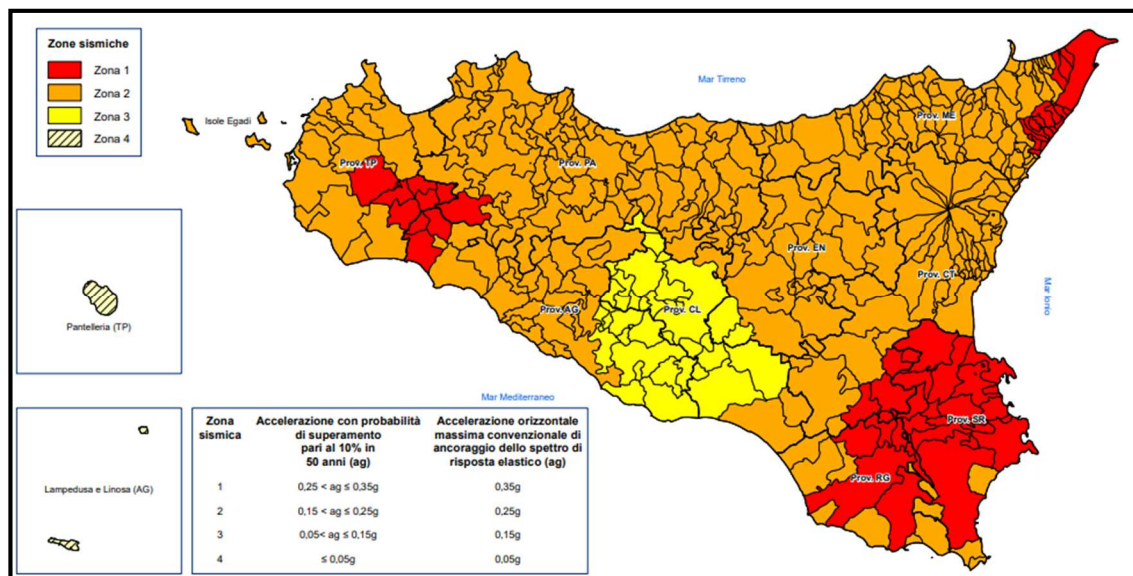 Zone sismiche
Zona 1
Zona 2
Zona 3
Zona 4
Isole Egadi
Mar Tirreno
Prov. ME
Prov. TP
Prov. PA
Prov. EN
Prov. CT
Mar Ionio
Prov. AG
Prov. CL
Pantelleria (TP)
Mar Mediterraneo
Prov. SR
Prov. RG
Lampedusa e Linosa (AG)
Zona sismica Accelerazione con probabilità di superamento pari al 10% in 50 anni (ag) Accelerazione orizzontale massima convenzionale di ancoraggio dello spettro di risposta elastico (ag)
1 0,25 < ag ≤ 0,35g 0,35g
2 0,15 < ag ≤ 0,25g 0,25g
3 0,05< ag ≤ 0,15g 0,15g
4 ≤ 0,05g 0,05g